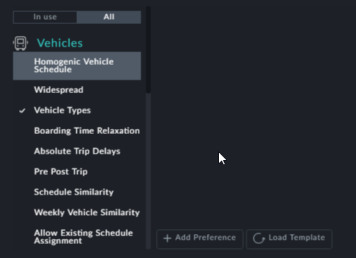 In use All
Vehicles
Homogenic Vehicle
Schedule
Widespread
Vehicle Types
Boarding Time Relaxation
Absolute Trip Delays
Pre Post Trip
Schedule Similarity
Weekly Vehicle Similarity
Allow Existing Schedule
Assignment
+ Add Preference Load Template